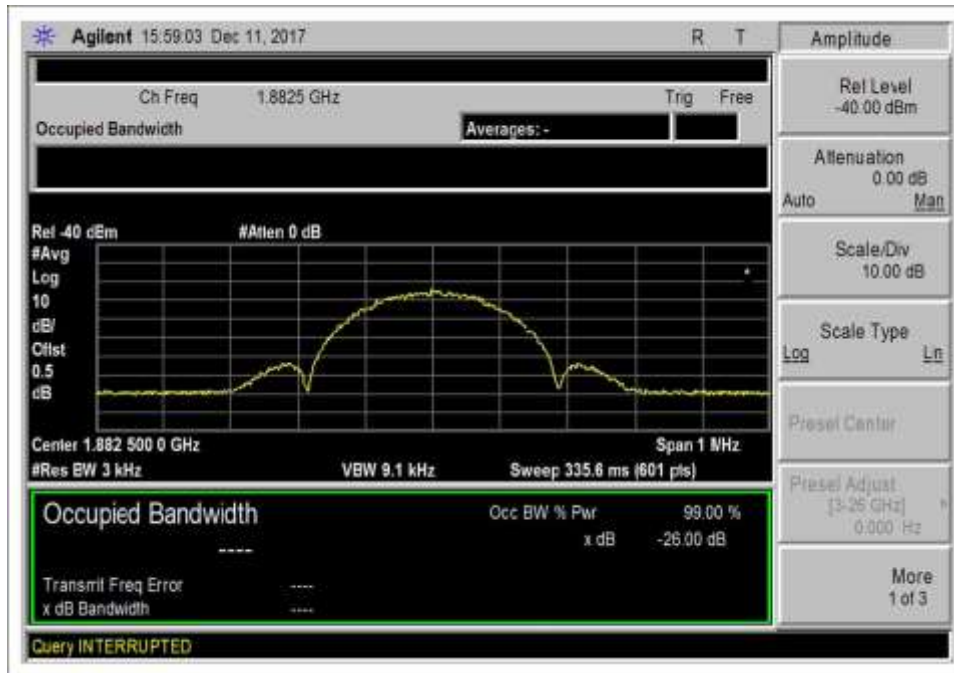 Agilent 15:59:03 Dec 11, 2017 R T
Ch Freq 1.8825 GHz Trig Free
Occupied Bandwidth Averages: -
Ref -40 dBm #Atten 0 dB
#Avg
Log
10
dB/
Offst
0.5
dB
Center 1.882 500 0 GHz Span 1 MHz
#Res BW 3 kHz VBW 9.1 kHz Sweep 335.6 ms (601 pts)
Occupied Bandwidth Occ BW % Pwr 99.00 %
---- x dB -26.00 dB
Transmit Freq Error ----
x dB Bandwidth ----
Query INTERRUPTED
Amplitude
Ref Level
-40.00 dBm
Attenuation
0.00 dB
Auto Man
Scale/Div
10.00 dB
Scale Type
Log Lin
Presel Center
Presel Adjust
[3-26 GHz]
0.000 Hz
More
1 of 3